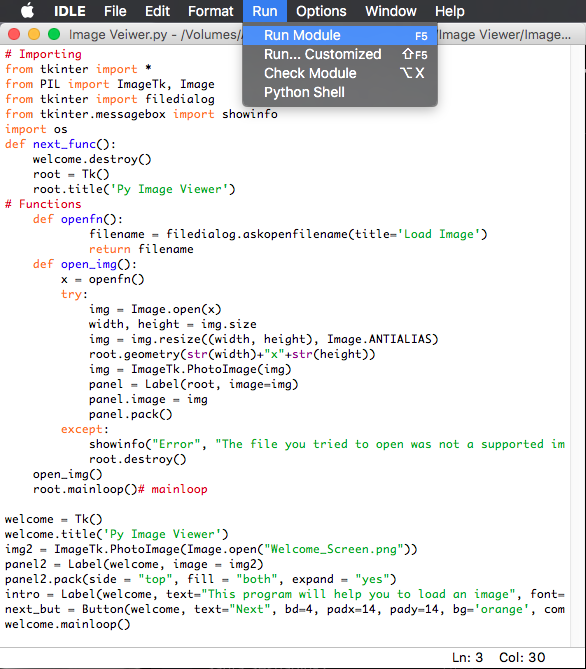 IDLE File Edit Format Run Options Window Help
Image Veiwer.py - /Volumes/ /Image Viewer/Image...
Run Module F5
Run... Customized ⇧F5
Check Module ⌥X
Python Shell
# Importing
from tkinter import *
from PIL import ImageTk, Image
from tkinter import filedialog
from tkinter.messagebox import showinfo
import os
def next_func():
    welcome.destroy()
    root = Tk()
    root.title('Py Image Viewer')
# Functions
    def openfn():
            filename = filedialog.askopenfilename(title='Load Image')
            return filename
    def open_img():
        x = openfn()
        try:
            img = Image.open(x)
            width, height = img.size
            img = img.resize((width, height), Image.ANTIALIAS)
            root.geometry(str(width)+"x"+str(height))
            img = ImageTk.PhotoImage(img)
            panel = Label(root, image=img)
            panel.image = img
            panel.pack()
        except:
            showinfo("Error", "The file you tried to open was not a supported im
            root.destroy()
    open_img()
    root.mainloop()# mainloop
welcome = Tk()
welcome.title('Py Image Viewer')
img2 = ImageTk.PhotoImage(Image.open("Welcome_Screen.png"))
panel2 = Label(welcome, image = img2)
panel2.pack(side = "top", fill = "both", expand = "yes")
intro = Label(welcome, text="This program will help you to load an image", font=
next_but = Button(welcome, text="Next", bd=4, padx=14, pady=14, bg='orange', com
welcome.mainloop()
Ln: 3 Col: 30